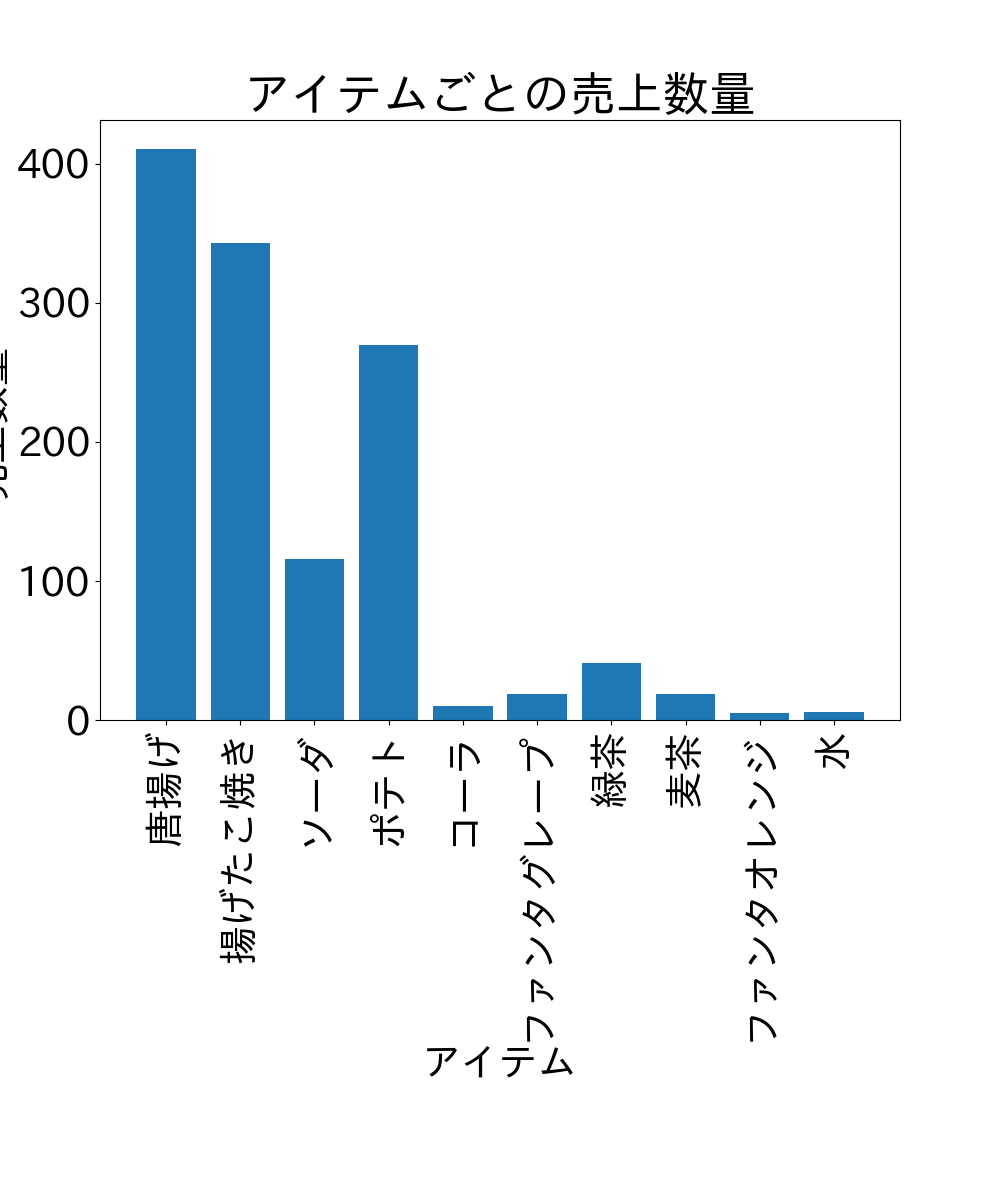 アイテムごとの売上数量
400
300
200
100
0
唐揚げ
揚げたこ焼き
ソーダ
ポテト
コーラ
ファンタグレープ
緑茶
麦茶
ファンタオレンジ
水
アイテム